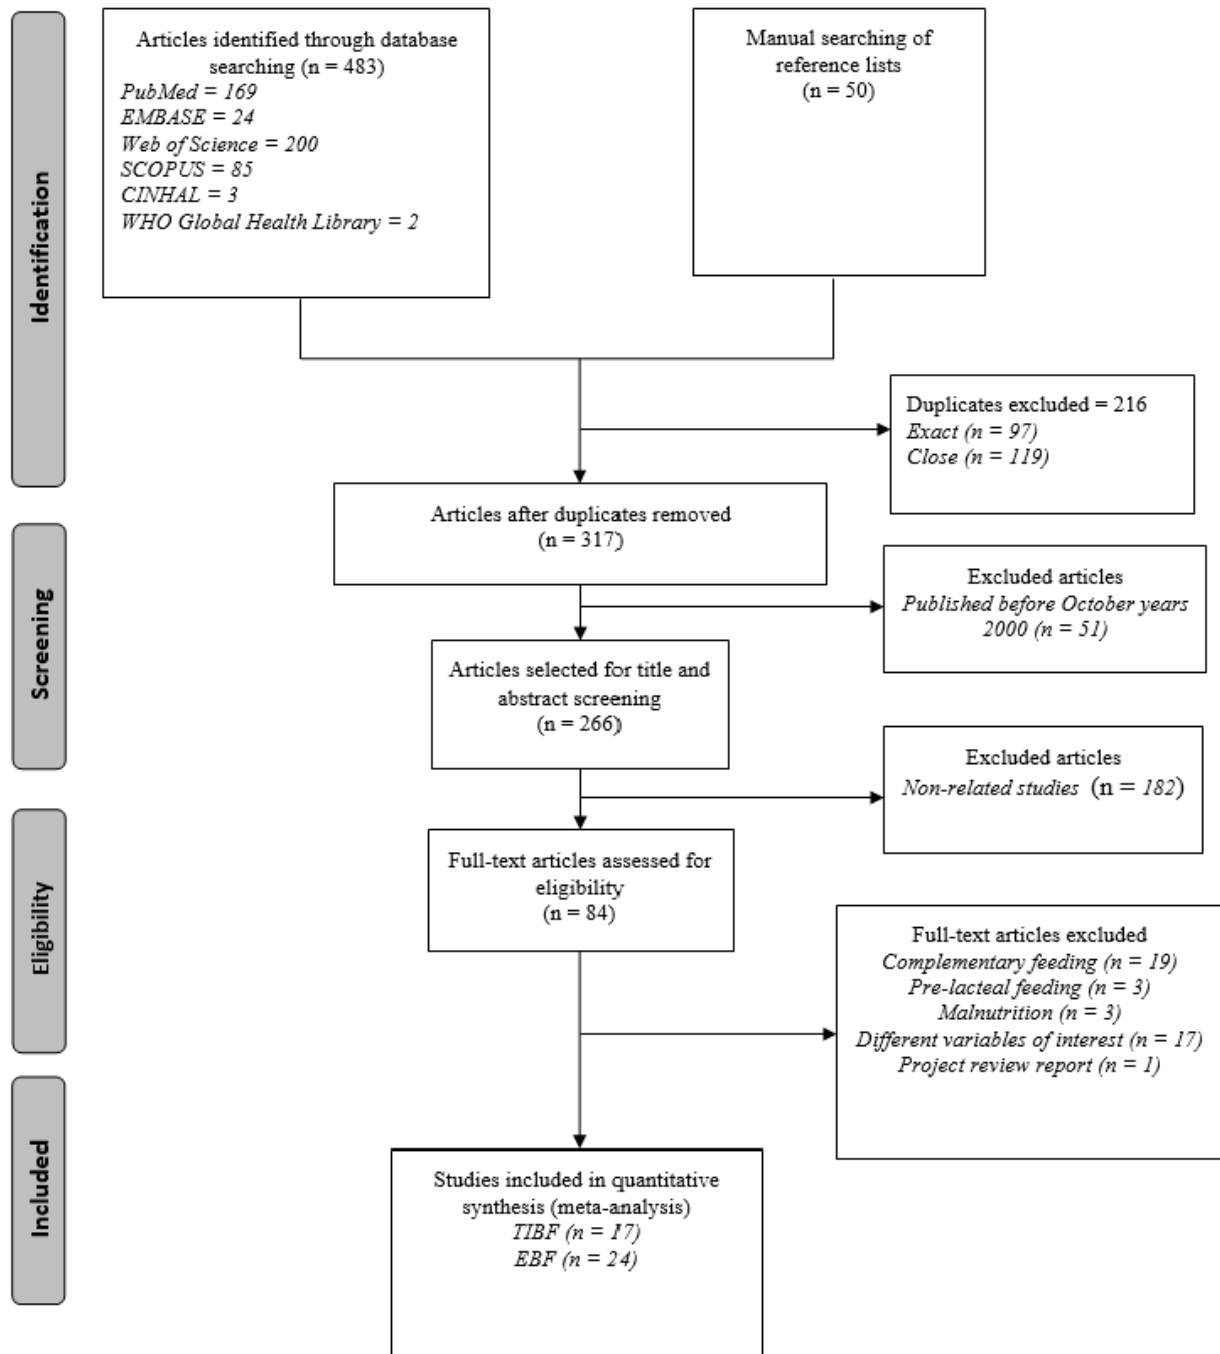 Identification
Articles identified through database
searching (n = 483)
PubMed = 169
EMBASE = 24
Web of Science = 200
SCOPUS = 85
CINHAL = 3
WHO Global Health Library = 2
Manual searching of
reference lists
(n = 50)
Duplicates excluded = 216
Exact (n = 97)
Close (n = 119)
Articles after duplicates removed
(n = 317)
Screening
Excluded articles
Published before October years
2000 (n = 51)
Articles selected for title and
abstract screening
(n = 266)
Excluded articles
Non-related studies (n = 182)
Eligibility
Full-text articles assessed for
eligibility
(n = 84)
Full-text articles excluded
Complementary feeding (n = 19)
Pre-lacteal feeding (n = 3)
Malnutrition (n = 3)
Different variables of interest (n = 17)
Project review report (n = 1)
Included
Studies included in quantitative
synthesis (meta-analysis)
TIBF (n = 17)
EBF (n = 24)